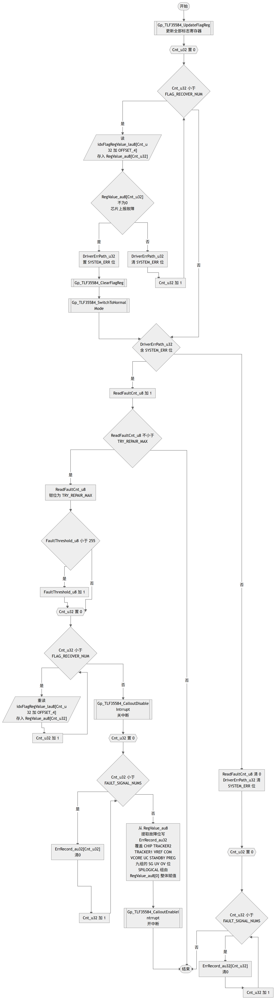 开始
Gp_TLF35584_UpdateFlagReg
更新全部标志寄存器
Cnt_u32 置 0
Cnt_u32 小于
FLAG_RECOVER_NUM
是
读
idxFlagRegValue_lau8[Cnt_u
32 加 OFFSET_4]
存入 RegValue_au8[Cnt_u32]
RegValue_au8[Cnt_u32]
不为0
芯片上报故障
是
否
DriverErrPath_u32
置 SYSTEM_ERR 位
DriverErrPath_u32
清 SYSTEM_ERR 位
否
Gp_TLF35584_ClearFlagReg
Cnt_u32 加 1
Gp_TLF35584_SwitchToNormal
Mode
DriverErrPath_u32
含 SYSTEM_ERR 位
是
ReadFaultCnt_u8 加 1
ReadFaultCnt_u8 不小于
TRY_REPAIR_MAX
是
ReadFaultCnt_u8
钳位为 TRY_REPAIR_MAX
FaultThreshold_u8 小于 255
是
否
否
FaultThreshold_u8 加 1
Cnt_u32 置 0
Cnt_u32 小于
FLAG_RECOVER_NUM
否
是
否
重读
idxFlagRegValue_lau8[Cnt_u
32 加 OFFSET_4]
存入 RegValue_au8[Cnt_u32]
Gp_TLF35584_CalloutDisable
Intrrupt
关中断
Cnt_u32 加 1
Cnt_u32 置 0
Cnt_u32 小于
FAULT_SIGNAL_NUMS
ReadFaultCnt_u8 清 0
DriverErrPath_u32 清
SYSTEM_ERR 位
是
否
ErrRecord_au32[Cnt_u32]
清0
从 RegValue_au8
提取故障位写
ErrRecord_au32
覆盖 CHIP TRACKER2
TRACKER1 VREF COM
VCORE UC STANDBY PREG
九组的 SG UV OV 位
SPILOGICAL 组由
RegValue_au8[0] 整体赋值
Cnt_u32 置 0
Cnt_u32 加 1
Gp_TLF35584_CalloutEnableI
ntrrupt
开中断
Cnt_u32 小于
FAULT_SIGNAL_NUMS
否
是
结束
ErrRecord_au32[Cnt_u32]
清0
Cnt_u32 加 1